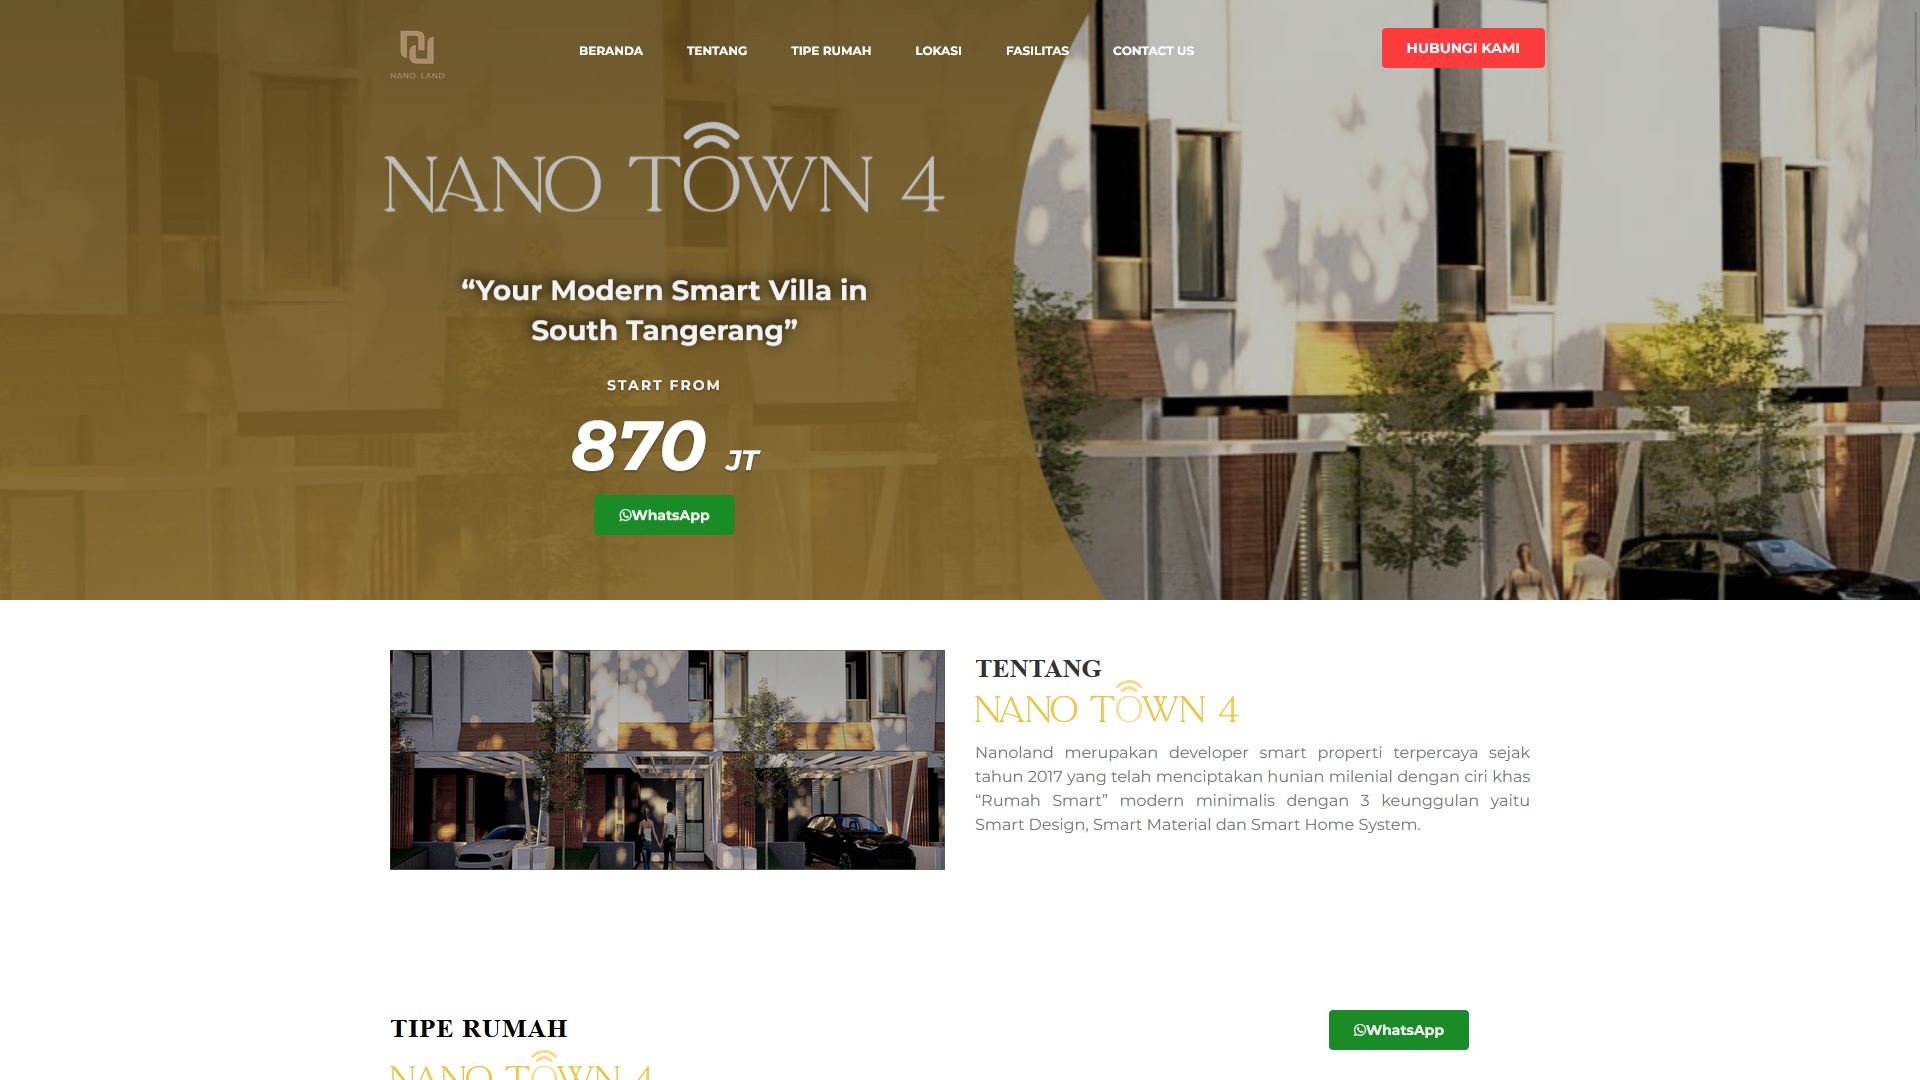 NANO LAND
BERANDA
TENTANG
TIPE RUMAH
LOKASI
FASILITAS
CONTACT US
HUBUNGI KAMI
NANO TOWN 4
“Your Modern Smart Villa in
South Tangerang”
START FROM
870 JT
WhatsApp
TENTANG
NANO TOWN 4
Nanoland merupakan developer smart properti terpercaya sejak
tahun 2017 yang telah menciptakan hunian milenial dengan ciri khas
“Rumah Smart” modern minimalis dengan 3 keunggulan yaitu
Smart Design, Smart Material dan Smart Home System.
TIPE RUMAH
WhatsApp
NANO TOWN 4